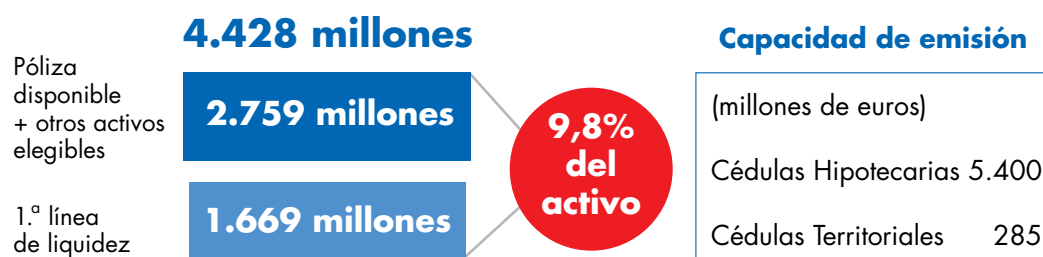 4.428 millones
Póliza
disponible
+ otros activos
elegibles
2.759 millones
1.ª línea
de liquidez
1.669 millones
9,8%
del
activo
Capacidad de emisión
(millones de euros)
Cédulas Hipotecarias 5.400
Cédulas Territoriales 285